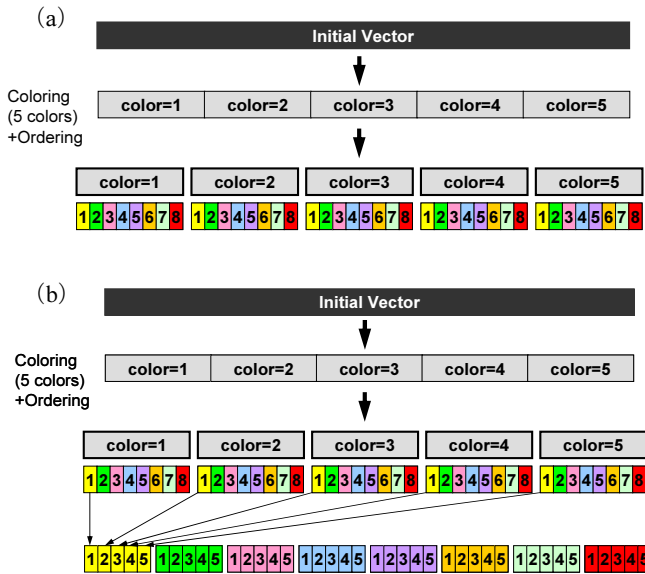 (a)
Initial Vector
Coloring
(5 colors)
+Ordering
color=1 color=2 color=3 color=4 color=5
color=1 color=2 color=3 color=4 color=5
12345678 12345678 12345678 12345678 12345678
(b)
Initial Vector
Coloring
(5 colors)
+Ordering
color=1 color=2 color=3 color=4 color=5
color=1 color=2 color=3 color=4 color=5
12345678 12345678 12345678 12345678 12345678
12345 12345 12345 12345 12345 12345 12345 12345